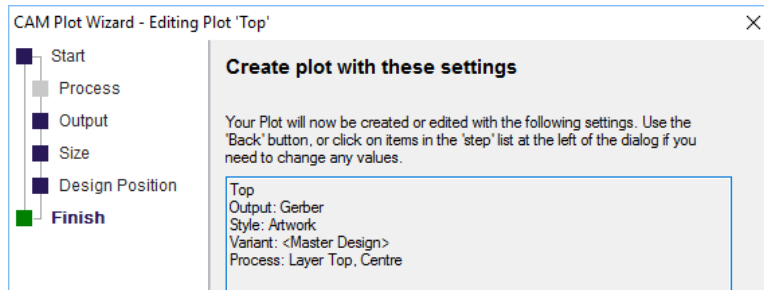 CAM Plot Wizard - Editing Plot 'Top'
Start
Process
Output
Size
Design Position
Finish
Create plot with these settings
Your Plot will now be created or edited with the following settings. Use the
'Back' button, or click on items in the 'step' list at the left of the dialog if you
need to change any values.
Top
Output: Gerber
Style: Artwork
Variant: <Master Design>
Process: Layer Top, Centre